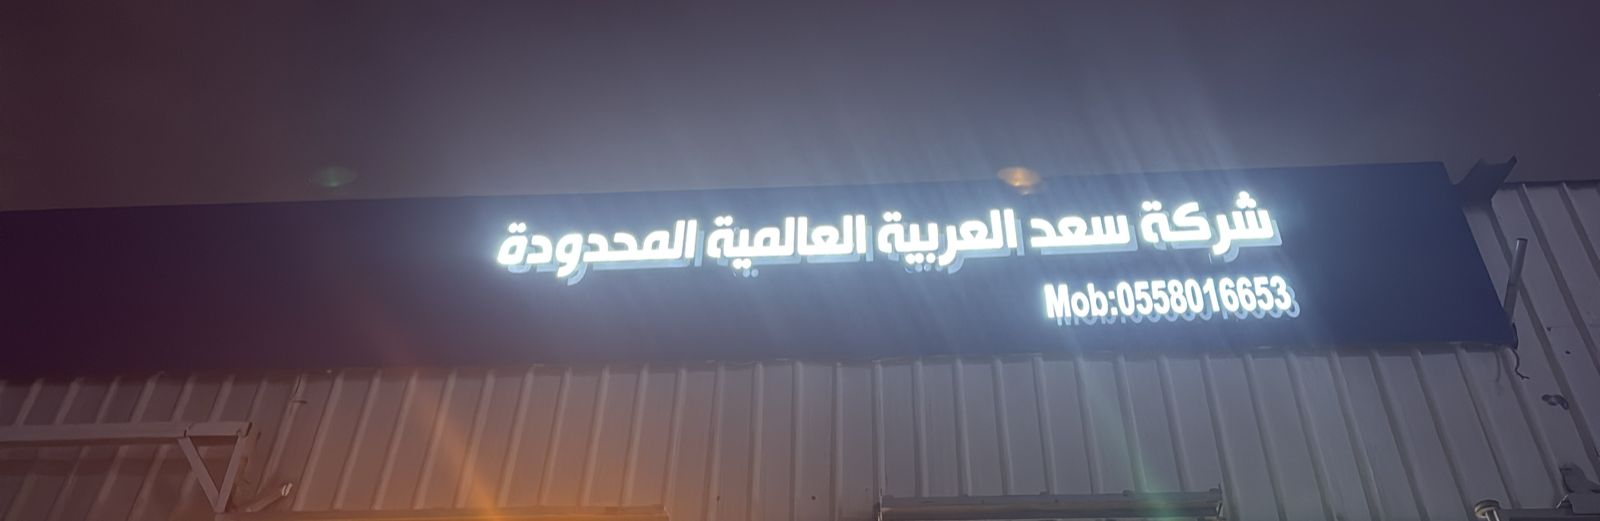 شركة سعد العربية العالمية المحدودة
Mob:0558016653